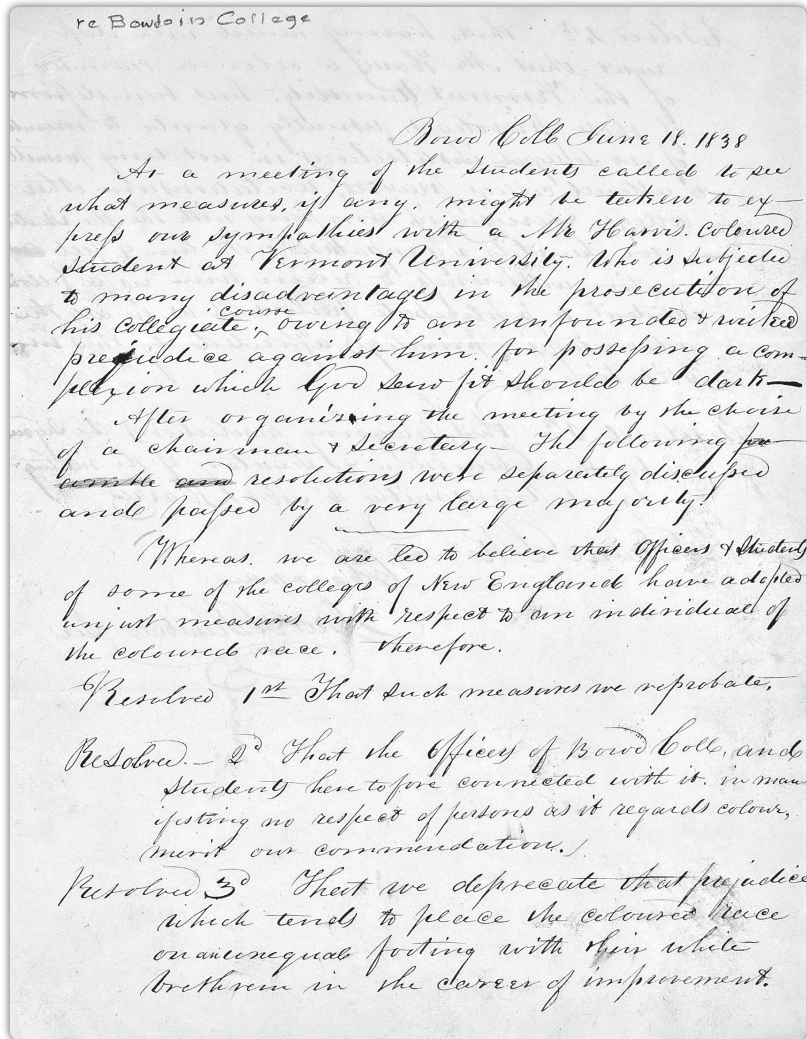 re Bowdoin College
Bowd Coll June 18. 1838
At a meeting of the Students called to see
what measures, if any, might be taken to ex-
press our sympathies with a Mr Harris. coloured
student at Vermont University. Who is subjected
to many disadvantages in the prosecution of
his collegiate course, owing to an unfounded & wicked
prejudice against him. for possessing a com-
plexion which God saw fit should be dark—
After organizing the meeting by the choise
of a chairman & Secretary— The following pre
amble and resolutions were separately discussed
and passed by a very large majority.
Whereas, we are led to believe that Officers & Students
of some of the colleges of New England have adopted
unjust measures with respect to an individual of
the coloured race. therefore.
Resolved 1st That such measures we reprobate.
Resolved.— 2d That the Officers of Bowd Coll. and
Students heretofore connected with it. in man
ifesting no respect of persons as it regards colour,
merit our commendation.
Resolved 3d That we deprecate that prejudice
which tends to place the coloured race
on an unequal footing with their white
brethren in the career of improvement.